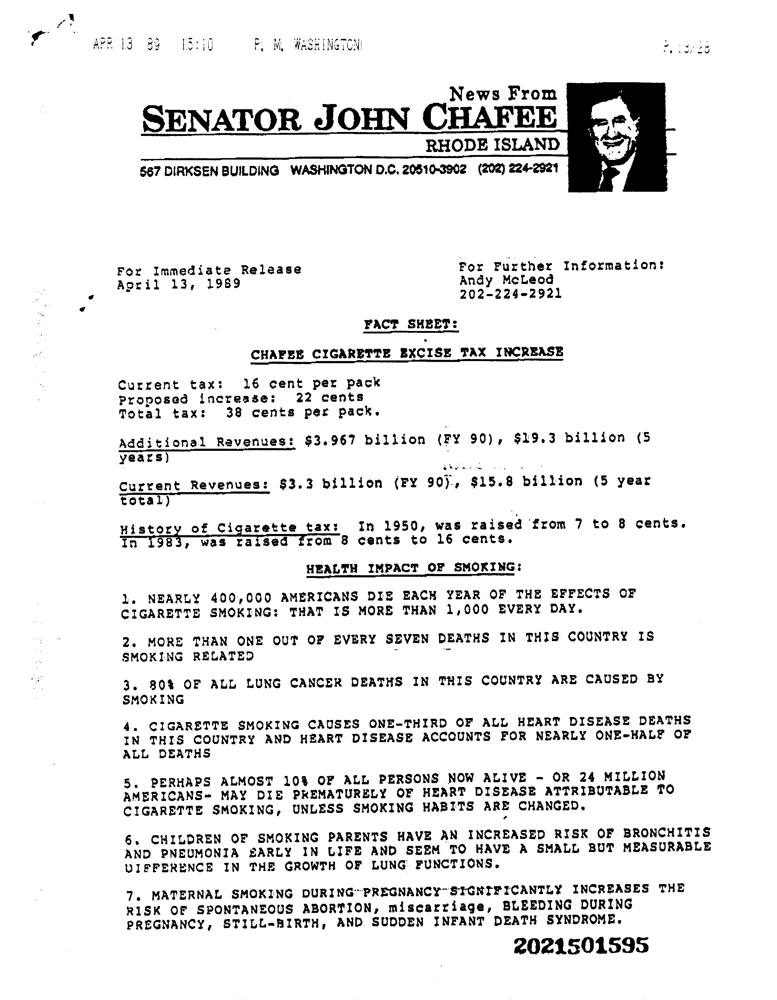 APR 13 89 15:10 P. M. WASHINGTON
P. 13/28
News From
SENATOR JOHN CHAFEE
RHODE ISLAND
567 DIRKSEN BUILDING WASHINGTON D.C. 20510-3902 (202) 224-2921
For Immediate Release
April 13, 1989
For Further Information:
Andy McLeod
202-224-2921
FACT SHEET:
CHAFEE CIGARETTE EXCISE TAX INCREASE
Current tax: 16 cent per pack
Proposed increase: 22 cents
Total tax: 38 cents per pack.
Additional Revenues: $3.967 billion (FY 90), $19.3 billion (5
years)
Current Revenues: $3.3 billion (FY 90), $15.8 billion (5 year
total)
History of Cigarette tax: In 1950, was raised from 7 to 8 cents.
In 1983, was raised from 8 cents to 16 cents.
HEALTH IMPACT OF SMOKING:
1. NEARLY 400,000 AMERICANS DIE EACH YEAR OF THE EFFECTS OF
CIGARETTE SMOKING: THAT IS MORE THAN 1,000 EVERY DAY.
2. MORE THAN ONE OUT OF EVERY SEVEN DEATHS IN THIS COUNTRY IS
SMOKING RELATED
3. 80% OF ALL LUNG CANCER DEATHS IN THIS COUNTRY ARE CAUSED BY
SMOKING
4. CIGARETTE SMOKING CAUSES ONE-THIRD OF ALL HEART DISEASE DEATHS
IN THIS COUNTRY AND HEART DISEASE ACCOUNTS FOR NEARLY ONE-HALF OF
ALL DEATHS
5. PERHAPS ALMOST 10% OF ALL PERSONS NOW ALIVE - OR 24 MILLION
AMERICANS- MAY DIE PREMATURELY OF HEART DISEASE ATTRIBUTABLE TO
CIGARETTE SMOKING, UNLESS SMOKING HABITS ARE CHANGED.
6. CHILDREN OF SMOKING PARENTS HAVE AN INCREASED RISK OF BRONCHITIS
AND PNEUMONIA EARLY IN LIFE AND SEEM TO HAVE A SMALL BUT MEASURABLE
DIFFERENCE IN THE GROWTH OF LUNG FUNCTIONS.
7. MATERNAL SMOKING DURING PREGNANCY SIGNIFICANTLY INCREASES THE
RISK OF SPONTANEOUS ABORTION, miscarriage, BLEEDING DURING
PREGNANCY, STILL-BIRTH, AND SUDDEN INFANT DEATH SYNDROME.
2021501595